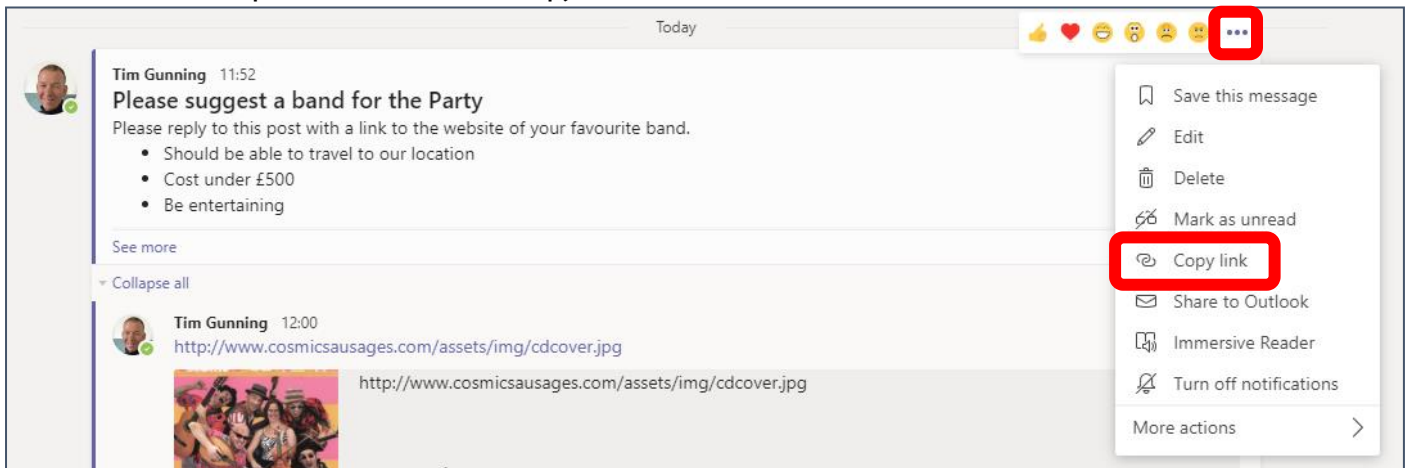 Today
Tim Gunning 11:52
Please suggest a band for the Party
Please reply to this post with a link to the website of your favourite band.
• Should be able to travel to our location
• Cost under £500
• Be entertaining
See more
Collapse all
Tim Gunning 12:00
http://www.cosmicsausages.com/assets/img/cdcover.jpg
http://www.cosmicsausages.com/assets/img/cdcover.jpg
Save this message
Edit
Delete
Mark as unread
Copy link
Share to Outlook
Immersive Reader
Turn off notifications
More actions